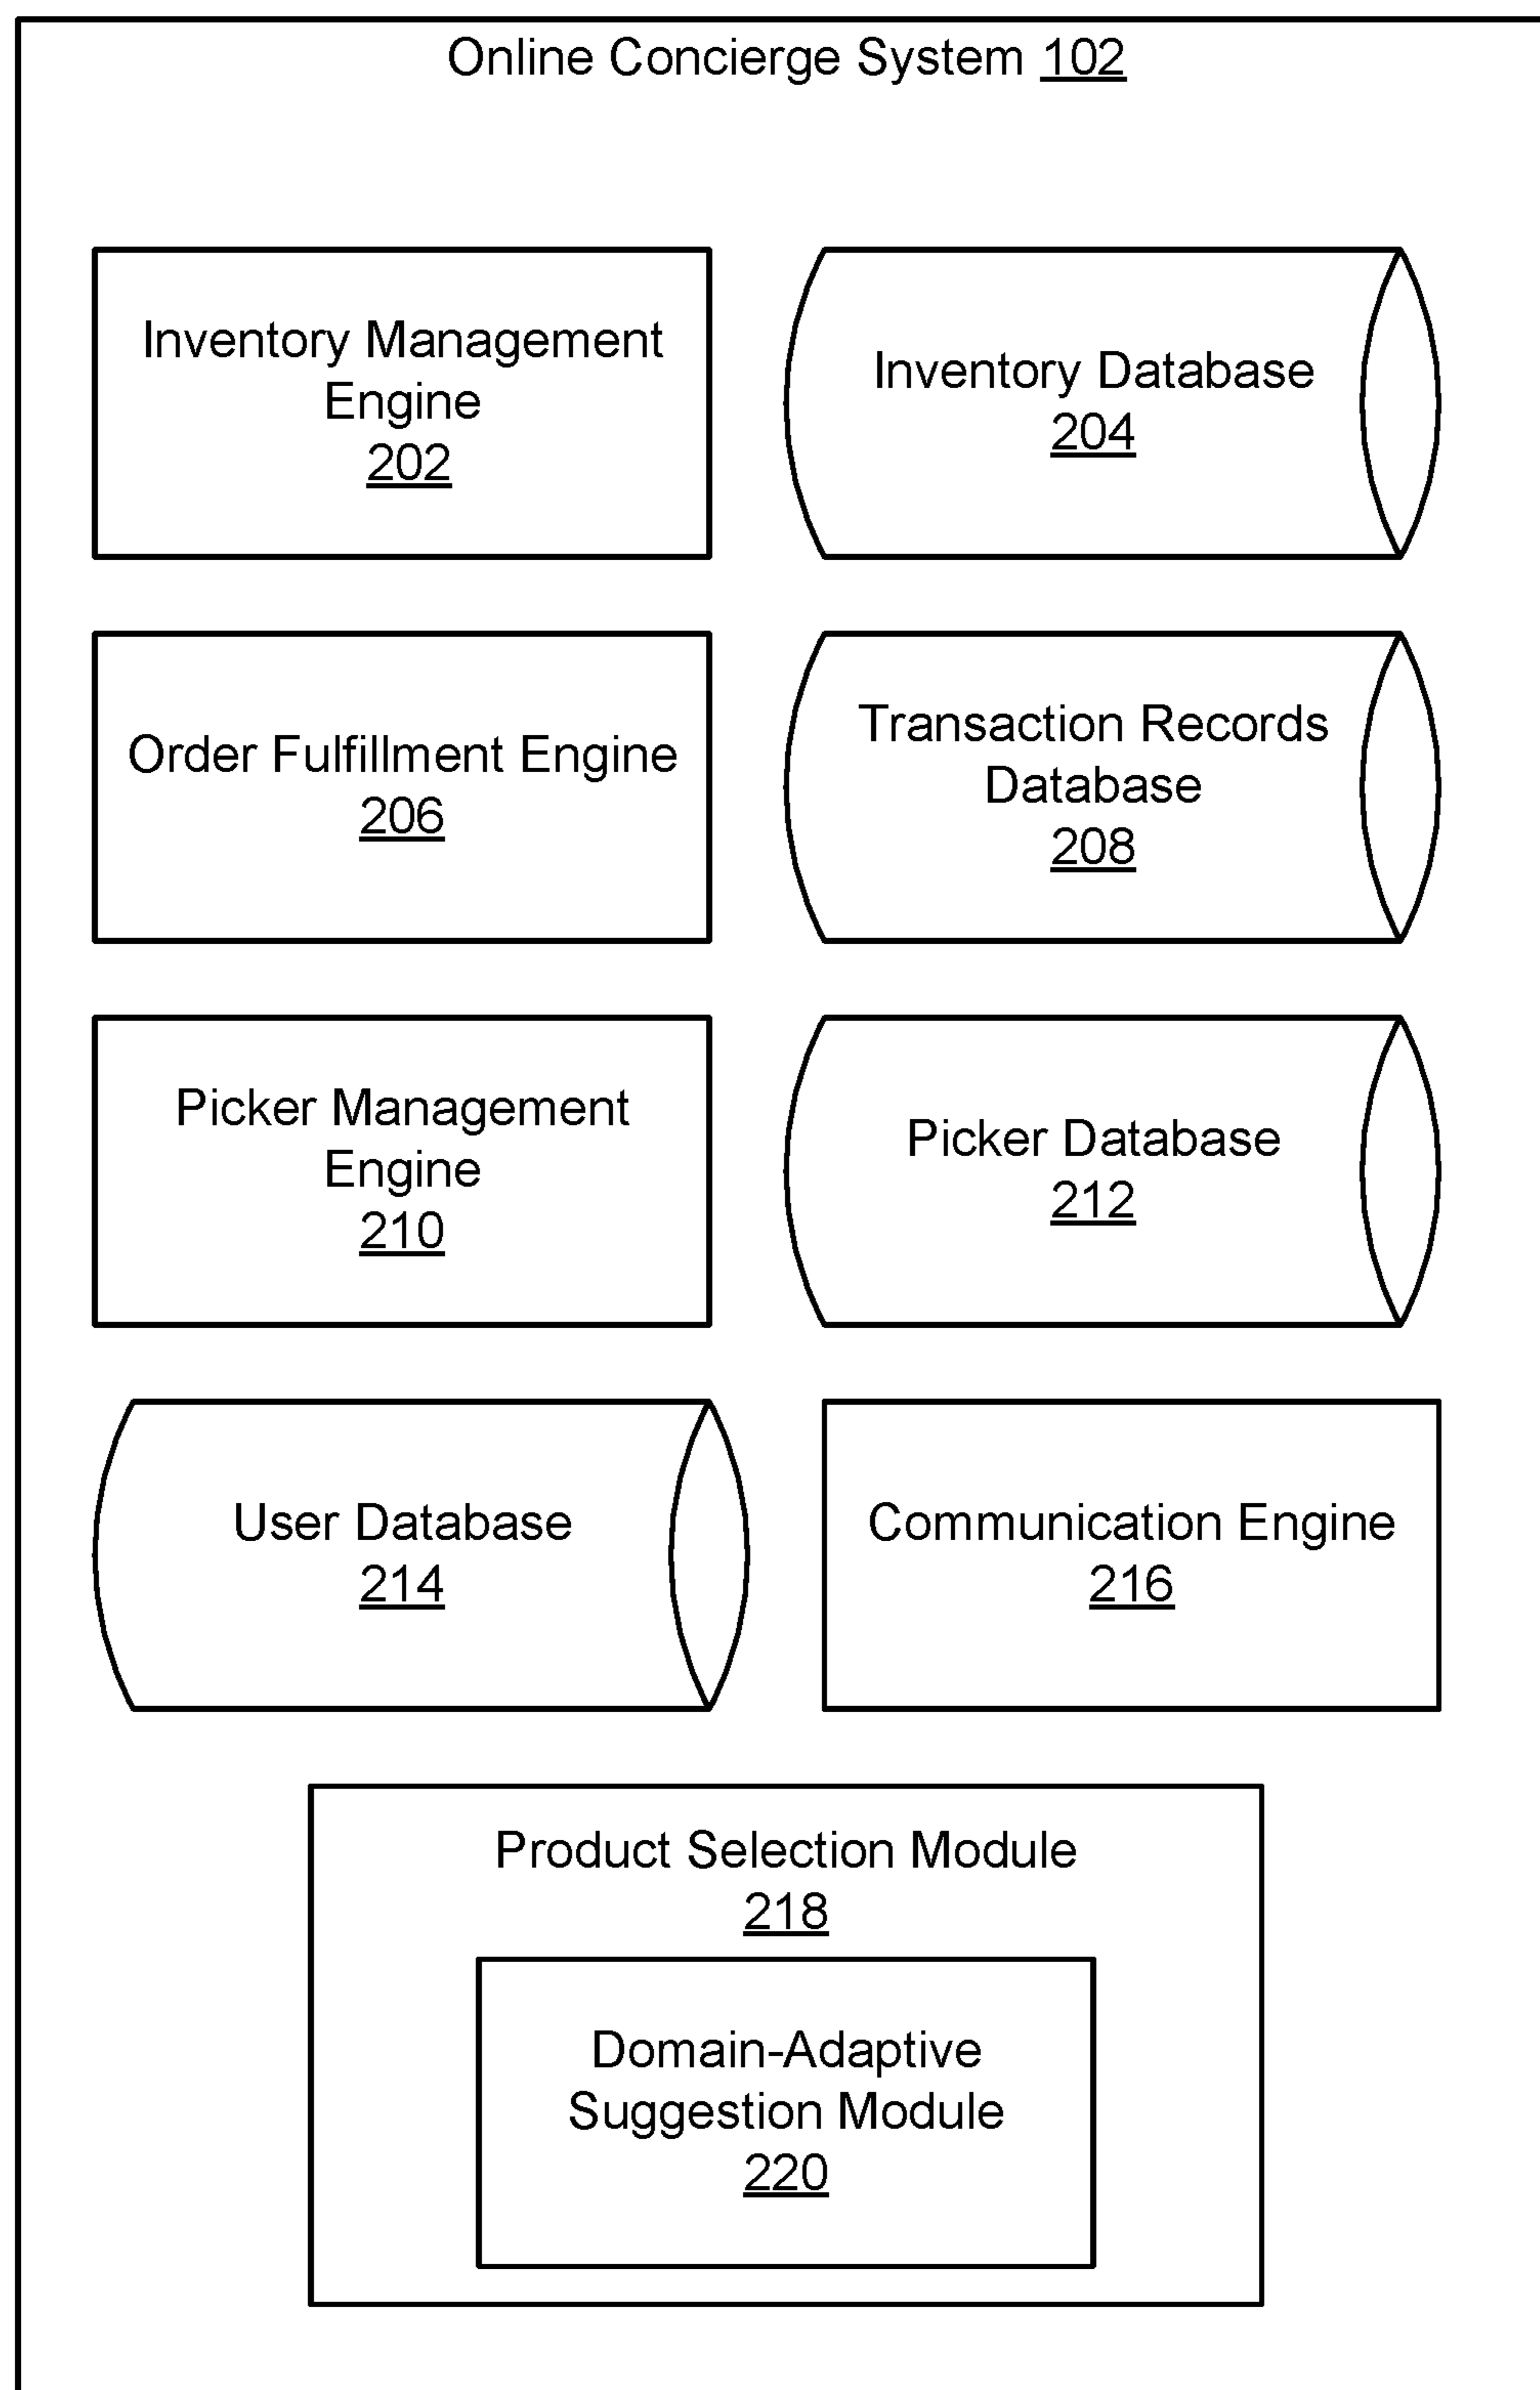 Online Concierge System 102
Inventory Management
Engine
202
Inventory Database
204
Order Fulfillment Engine
206
Transaction Records
Database
208
Picker Management
Engine
210
Picker Database
212
User Database
214
Communication Engine
216
Product Selection Module
218
Domain-Adaptive
Suggestion Module
220